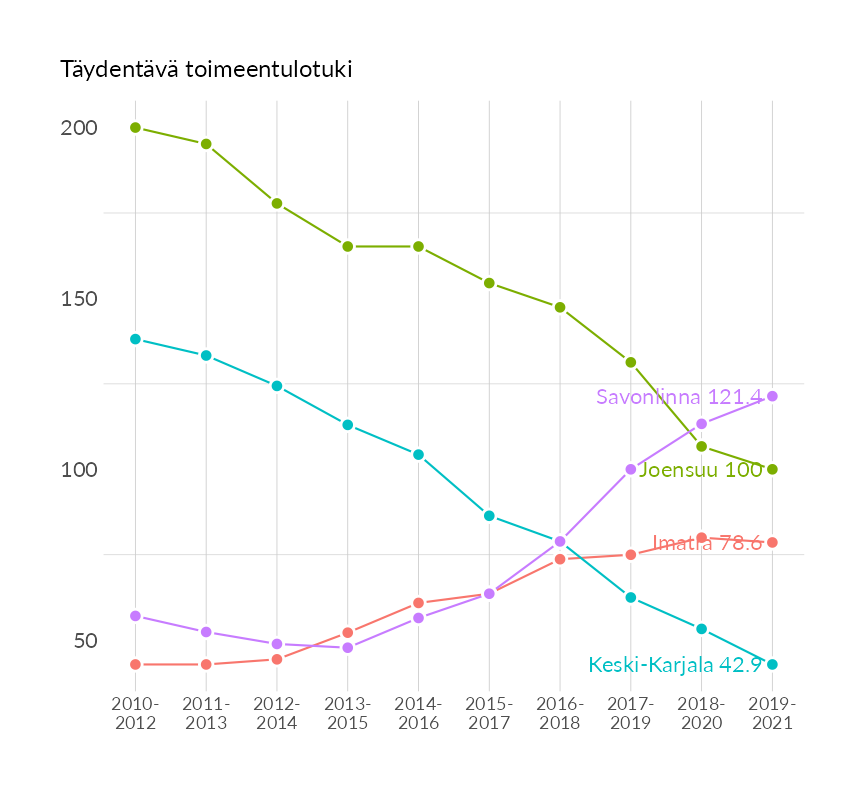 Täydentävä toimeentulotuki
200
150
100
50
Savonlinna 121.4
Joensuu 100
Imatra 78.6
Keski-Karjala 42.9
2010- 2011- 2012- 2013- 2014- 2015- 2016- 2017- 2018- 2019-
2012 2013 2014 2015 2016 2017 2018 2019 2020 2021